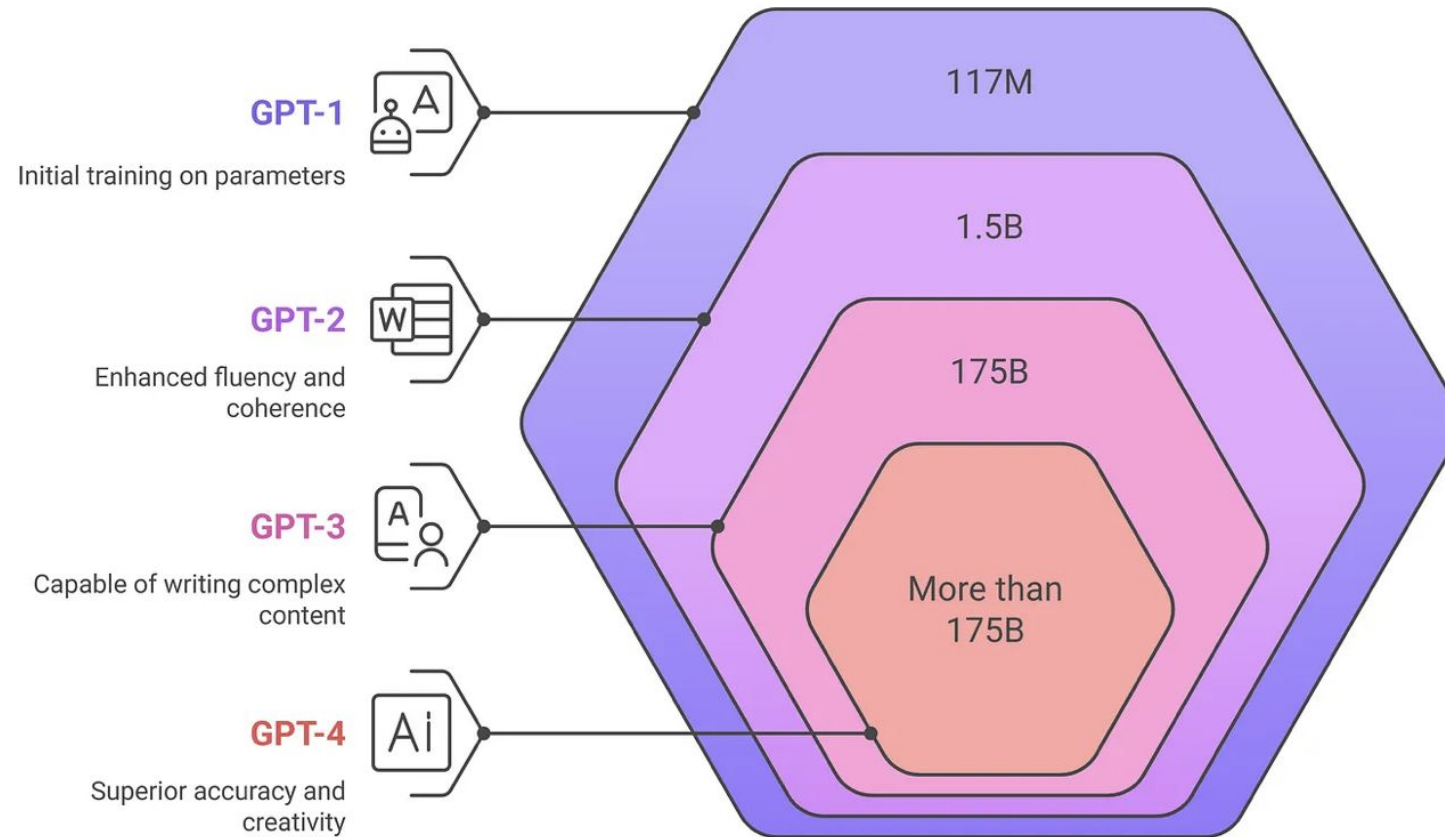 117M
GPT-1
A
Initial training on parameters
1.5B
GPT-2
W
Enhanced fluency and
coherence
175B
GPT-3
A
Capable of writing complex
content
More than
175B
GPT-4
Ai
Superior accuracy and
creativity